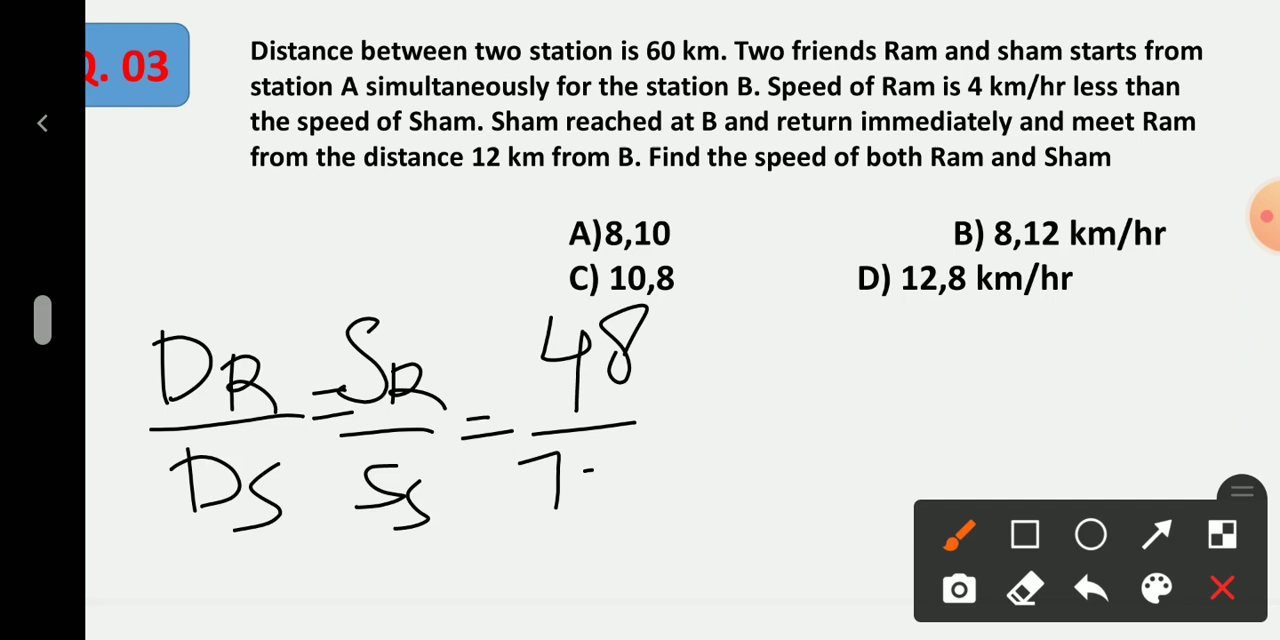 Q. 03
Distance between two station is 60 km. Two friends Ram and sham starts from
station A simultaneously for the station B. Speed of Ram is 4 km/hr less than
the speed of Sham. Sham reached at B and return immediately and meet Ram
from the distance 12 km from B. Find the speed of both Ram and Sham
A)8,10 B) 8,12 km/hr
C) 10,8 D) 12,8 km/hr
DR = SR = 48
DS SS 7